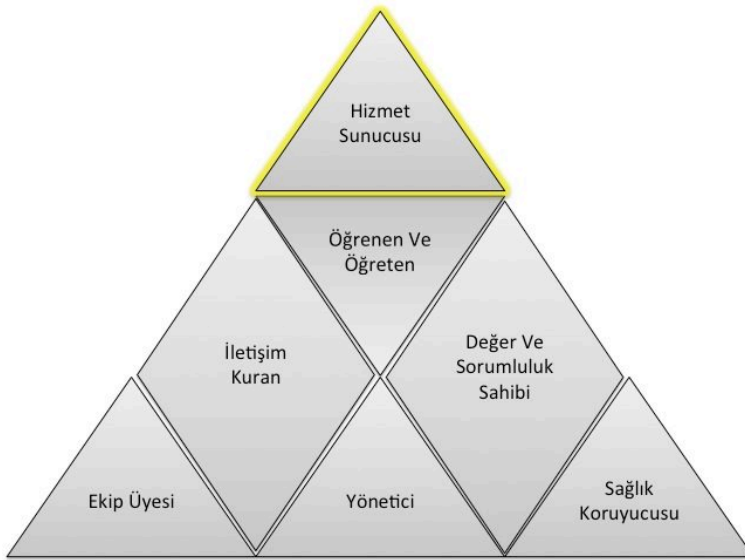 Hizmet
Sunucusu
Öğrenen Ve
Öğreten
İletişim
Kuran
Değer Ve
Sorumluluk
Sahibi
Ekip Üyesi
Yönetici
Sağlık
Koruyucusu